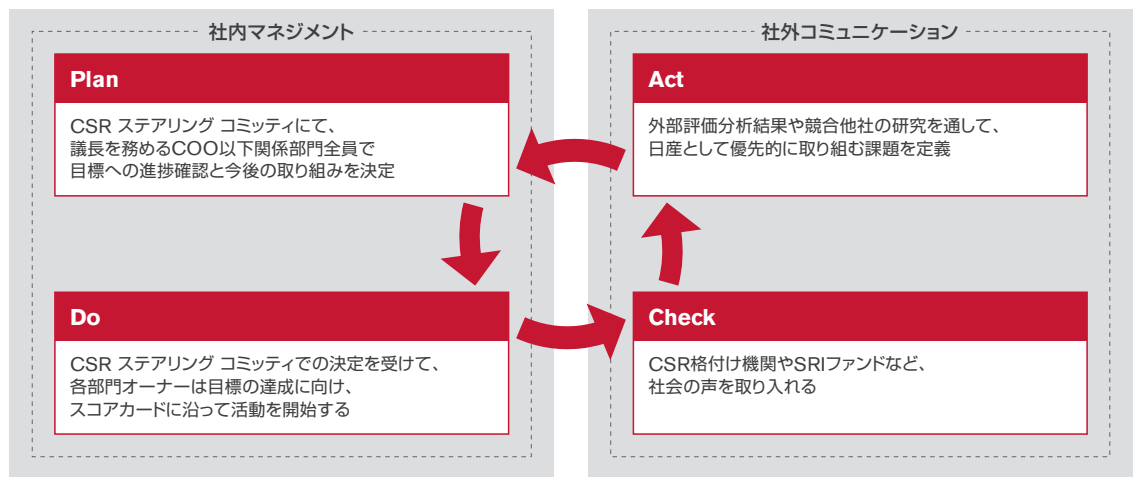 社内マネジメント
Plan
CSR ステアリング コミッティにて、
議長を務めるCOO以下関係部門全員で
目標への進捗確認と今後の取り組みを決定
Do
CSR ステアリング コミッティでの決定を受けて、
各部門オーナーは目標の達成に向け、
スコアカードに沿って活動を開始する
社外コミュニケーション
Act
外部評価分析結果や競合他社の研究を通して、
日産として優先的に取り組む課題を定義
Check
CSR格付け機関やSRIファンドなど、
社会の声を取り入れる